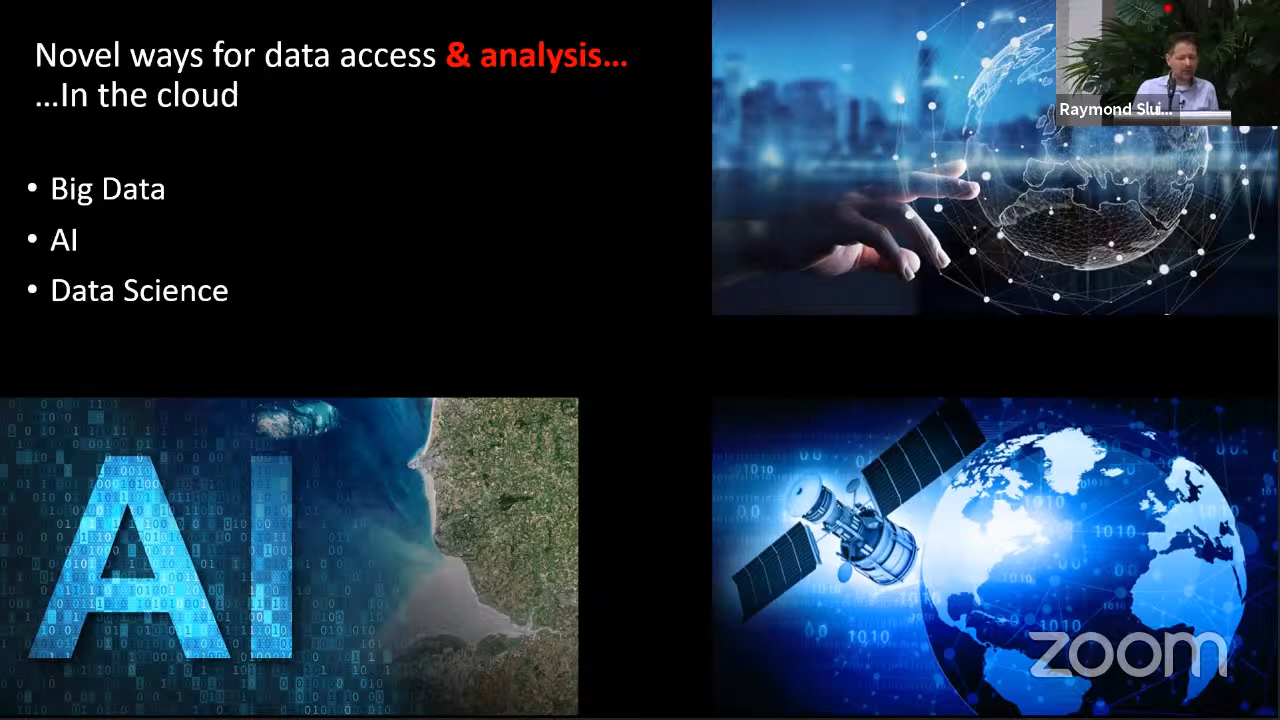 Novel ways for data access & analysis…
…In the cloud
• Big Data
• AI
• Data Science
Raymond Slui...
AI
zoom